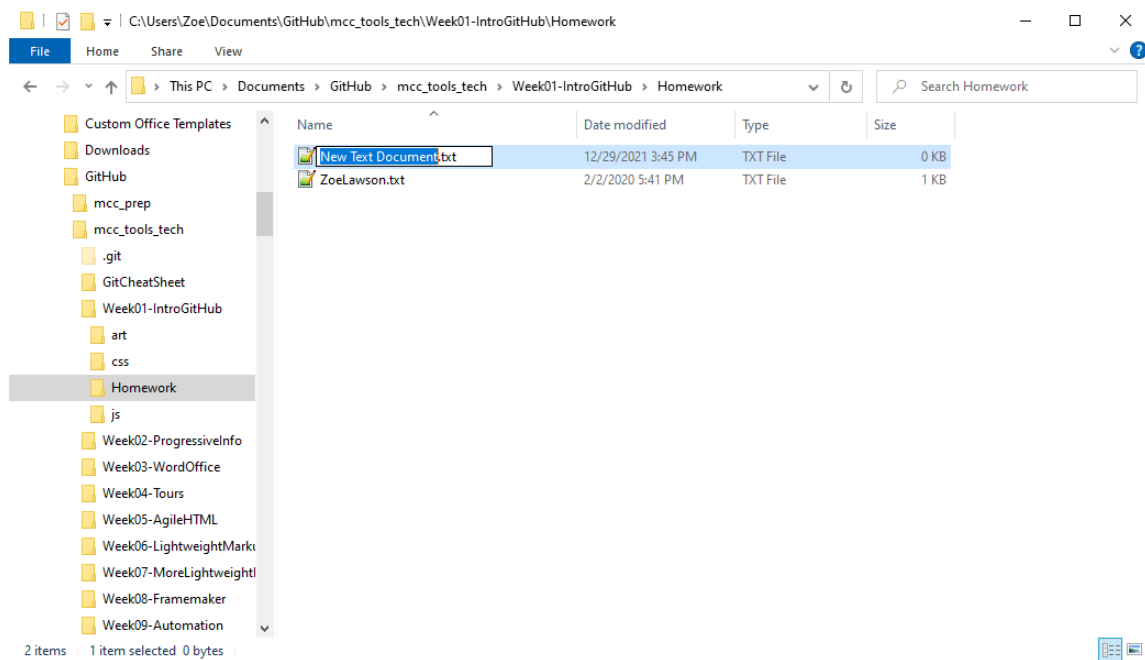 C:\Users\Zoe\Documents\GitHub\mcc_tools_tech\Week01-IntroGitHub\Homework
File Home Share View
This PC > Documents > GitHub > mcc_tools_tech > Week01-IntroGitHub > Homework
Search Homework
Name Date modified Type Size
New Text Document.txt 12/29/2021 3:45 PM TXT File 0 KB
ZoeLawson.txt 2/2/2020 5:41 PM TXT File 1 KB
Custom Office Templates
Downloads
GitHub
mcc_prep
mcc_tools_tech
.git
GitCheatSheet
Week01-IntroGitHub
art
css
Homework
js
Week02-ProgressiveInfo
Week03-WordOffice
Week04-Tours
Week05-AgileHTML
Week06-LightweightMarku
Week07-MoreLightweightl
Week08-Framemaker
Week09-Automation
2 items 1 item selected 0 bytes